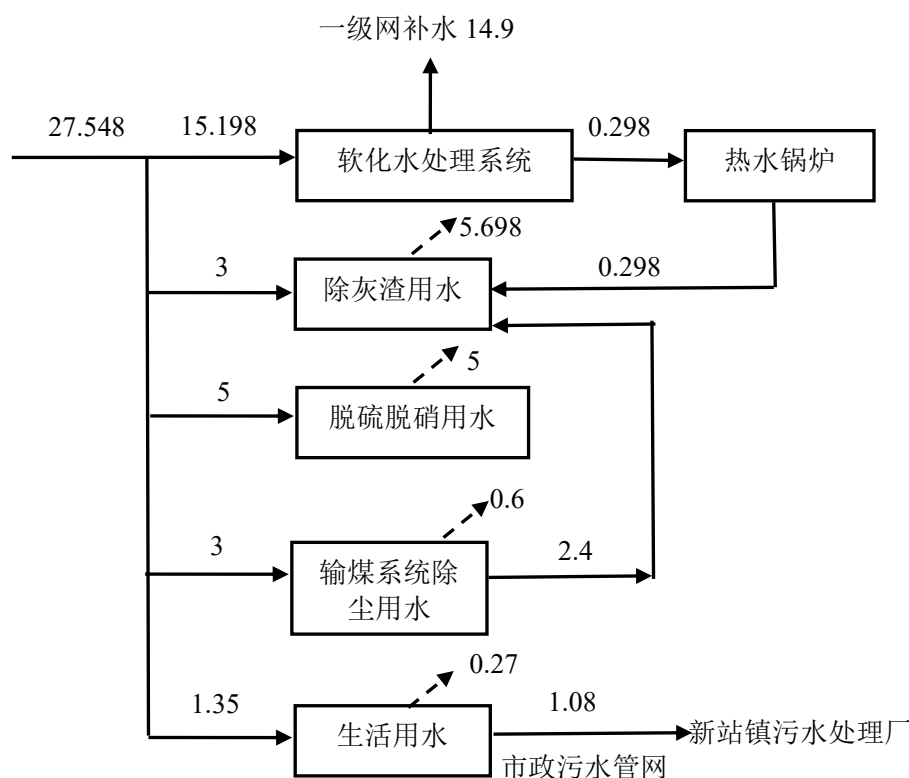 一级网补水 14.9
27.548
15.198
软化水处理系统
0.298
热水锅炉
5.698
3
除灰渣用水
0.298
5
5
脱硫脱硝用水
0.6
3
输煤系统除
尘用水
2.4
0.27
1.35
生活用水
1.08
新站镇污水处理厂
市政污水管网